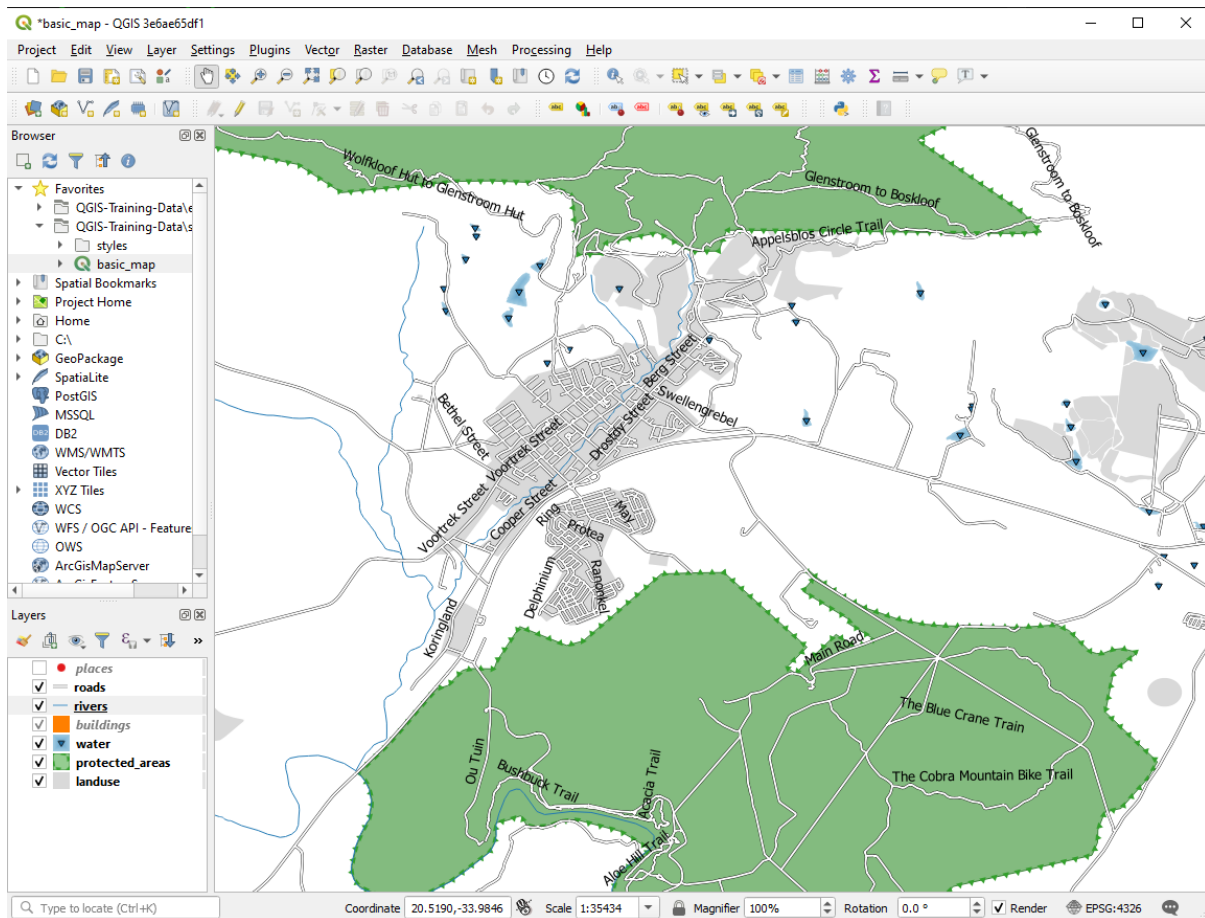 *basic_map - QGIS 3e6ae65df1
Project Edit View Layer Settings Plugins Vector Raster Database Mesh Processing Help
Browser
Favorites
QGIS-Training-Data\e
QGIS-Training-Data\s
styles
basic_map
Spatial Bookmarks
Project Home
Home
C:\
GeoPackage
SpatiaLite
PostGIS
MSSQL
DB2
WMS/WMTS
Vector Tiles
XYZ Tiles
WCS
WFS / OGC API - Feature
OWS
ArcGisMapServer
Layers
places
roads
rivers
buildings
water
protected_areas
landuse
Wolfkloof Hut to Glenstroom Hut
Glenstroom to Boskloof
Glenstroom to Boskloof
Appelsblos Circle Trail
Berg Street
Swellengrebel
Bethel Street
Drostdy Street
Voortrek Street
Voortrek Street
Cooper Street
Ring
May
Protea
Delphinium
Ranonkel
Koringland
Main Road
The Blue Crane Train
Ou Tuin
Bushbuck Trail
Acacia Trail
The Cobra Mountain Bike Trail
Aloe Hill Trail
Type to locate (Ctrl+K)
Coordinate 20.5190,-33.9846 Scale 1:35434 Magnifier 100% Rotation 0.0 ° Render EPSG:4326